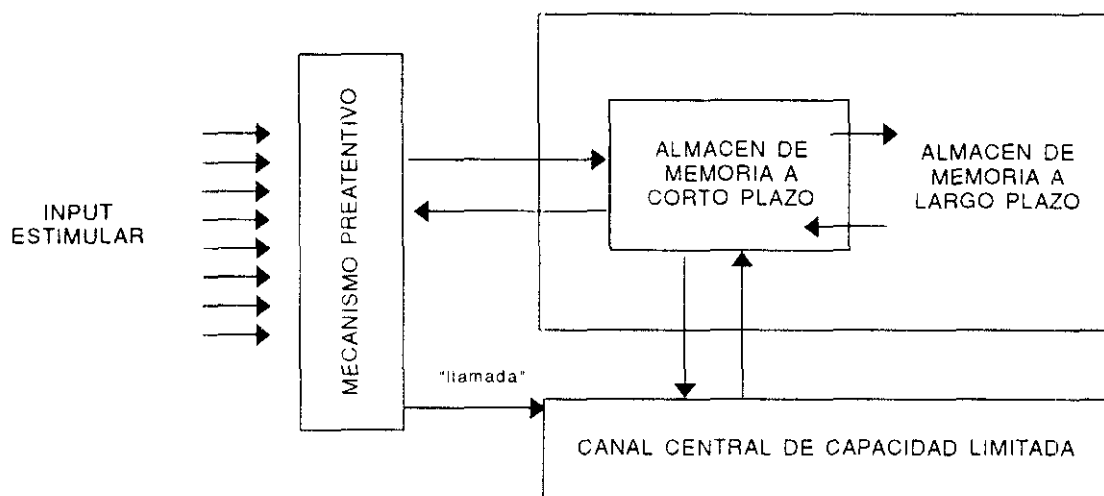 INPUT
ESTIMULAR
MECANISMO PREATENTIVO
ALMACEN DE
MEMORIA A
CORTO PLAZO
ALMACEN DE
MEMORIA A
LARGO PLAZO
"llamada"
CANAL CENTRAL DE CAPACIDAD LIMITADA